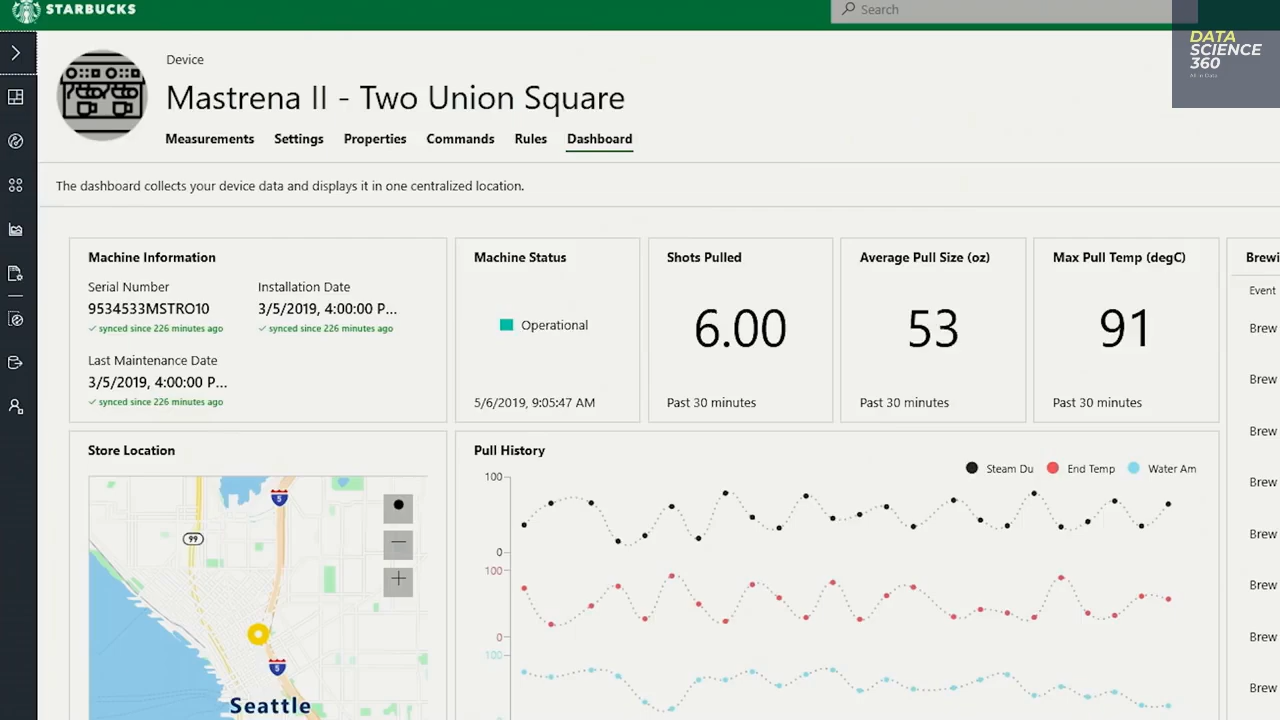 STARBUCKS
Search
DATA
SCIENCE
360
All in Data
Device
Mastrena II - Two Union Square
Measurements Settings Properties Commands Rules Dashboard
The dashboard collects your device data and displays it in one centralized location.
Machine Information
Serial Number Installation Date
9534533MSTRO10 3/5/2019, 4:00:00 P...
✓ synced since 226 minutes ago ✓ synced since 226 minutes ago
Last Maintenance Date
3/5/2019, 4:00:00 P...
✓ synced since 226 minutes ago
Machine Status
Operational
5/6/2019, 9:05:47 AM
Shots Pulled
6.00
Past 30 minutes
Average Pull Size (oz)
53
Past 30 minutes
Max Pull Temp (degC)
91
Past 30 minutes
Brewi
Event
Brew
Brew
Brew
Brew
Brew
Brew
Brew
Brew
Store Location
5
99
5
Seattle
Pull History
Steam Du End Temp Water Am
100
0
100
0
100